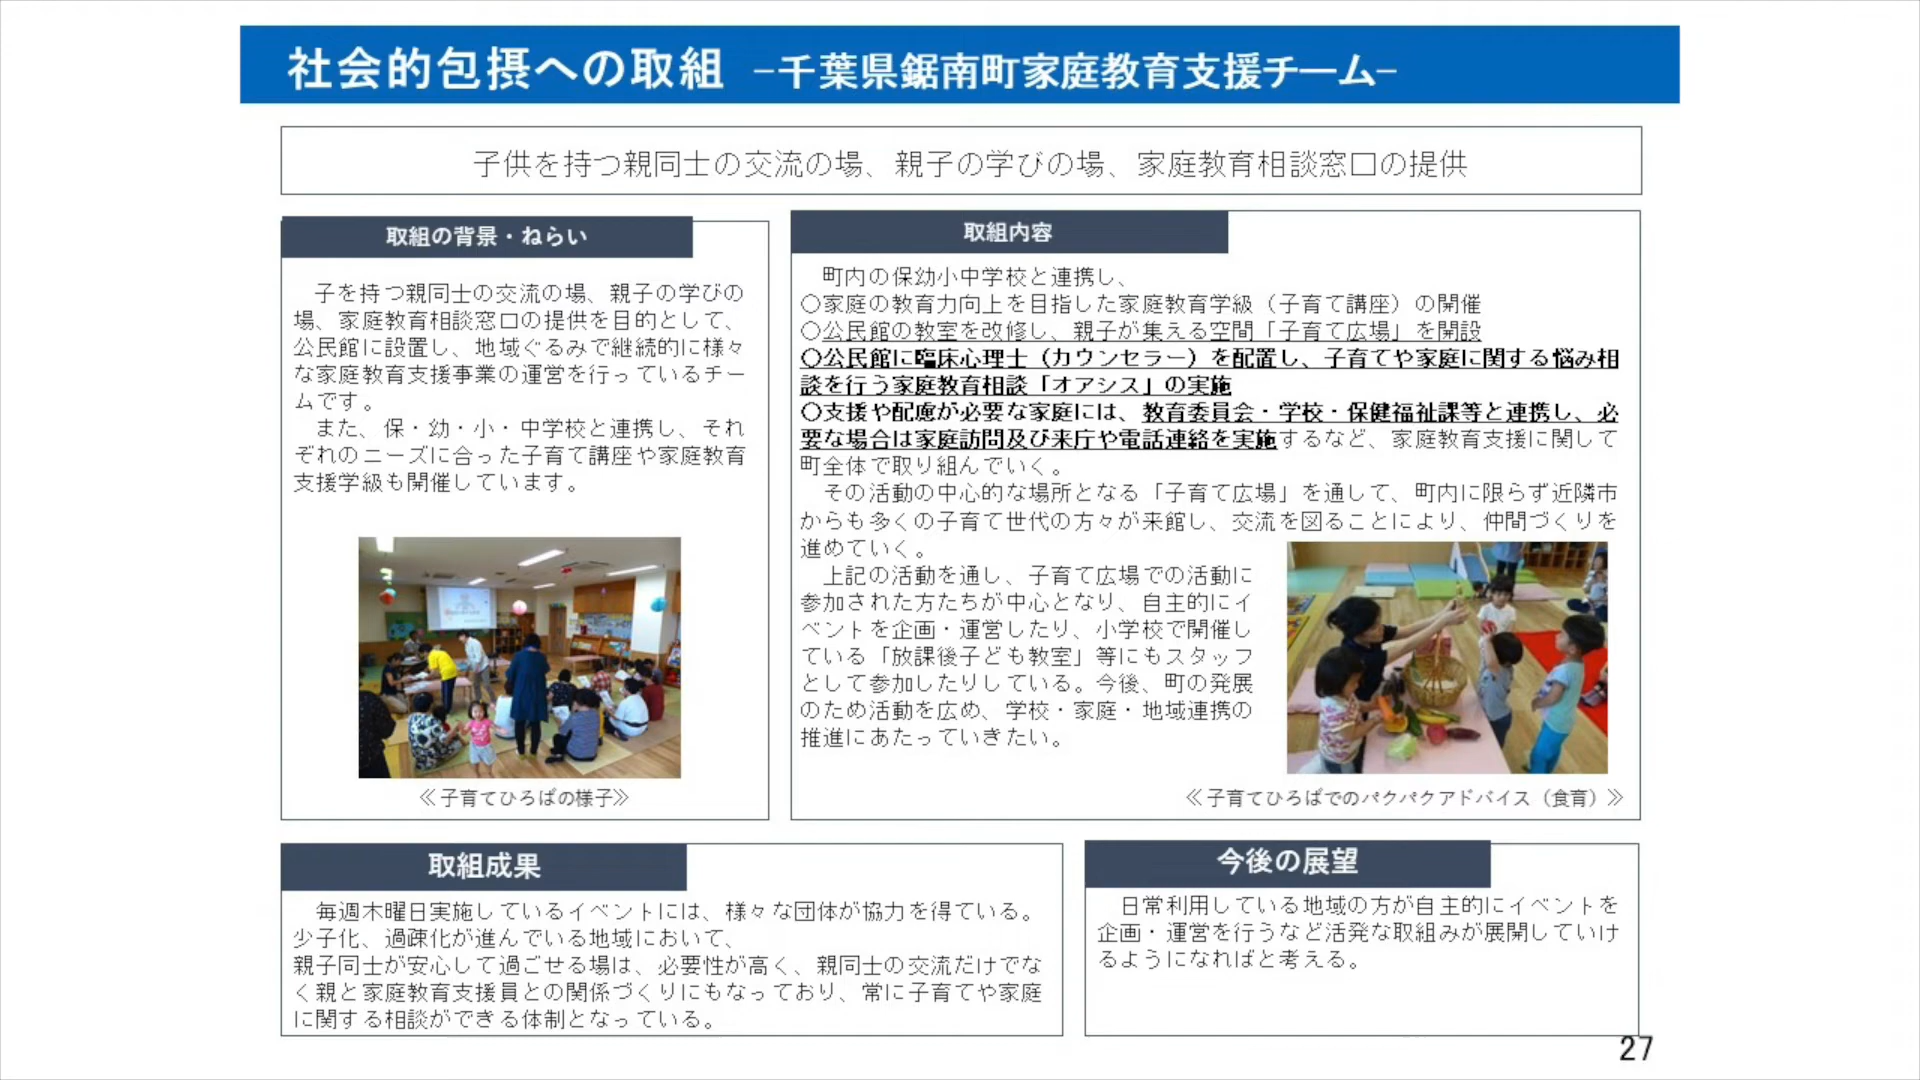 社会的包摂への取組 −千葉県鋸南町家庭教育支援チーム−
子供を持つ親同士の交流の場、親子の学びの場、家庭教育相談窓口の提供
取組の背景・ねらい
子を持つ親同士の交流の場、親子の学びの
場、家庭教育相談窓口の提供を目的として、
公民館に設置し、地域ぐるみで継続的に様々
な家庭教育支援事業の運営を行っているチー
ムです。
また、保・幼・小・中学校と連携し、それ
ぞれのニーズに合った子育て講座や家庭教育
支援学級も開催しています。
≪子育てひろばの様子≫
取組内容
町内の保幼小中学校と連携し、
○家庭の教育力向上を目指した家庭教育学級（子育て講座）の開催
○公民館の教室を改修し、親子が集える空間「子育て広場」を開設
○公民館に臨床心理士（カウンセラー）を配置し、子育てや家庭に関する悩み相
談を行う家庭教育相談「オアシス」の実施
○支援や配慮が必要な家庭には、教育委員会・学校・保健福祉課等と連携し、必
要な場合は家庭訪問及び来庁や電話連絡を実施するなど、家庭教育支援に関して
町全体で取り組んでいく。
その活動の中心的な場所となる「子育て広場」を通して、町内に限らず近隣市
からも多くの子育て世代の方々が来館し、交流を図ることにより、仲間づくりを
進めていく。
上記の活動を通し、子育て広場での活動に
参加された方たちが中心となり、自主的にイ
ベントを企画・運営したり、小学校で開催し
ている「放課後子ども教室」等にもスタッフ
として参加したりしている。今後、町の発展
のため活動を広め、学校・家庭・地域連携の
推進にあたっていきたい。
≪子育てひろばでのパクパクアドバイス（食育）≫
取組成果
毎週木曜日実施しているイベントには、様々な団体が協力を得ている。
少子化、過疎化が進んでいる地域において、
親子同士が安心して過ごせる場は、必要性が高く、親同士の交流だけでな
く親と家庭教育支援員との関係づくりにもなっており、常に子育てや家庭
に関する相談ができる体制となっている。
今後の展望
日常利用している地域の方が自主的にイベントを
企画・運営を行うなど活発な取組みが展開していけ
るようになればと考える。
27